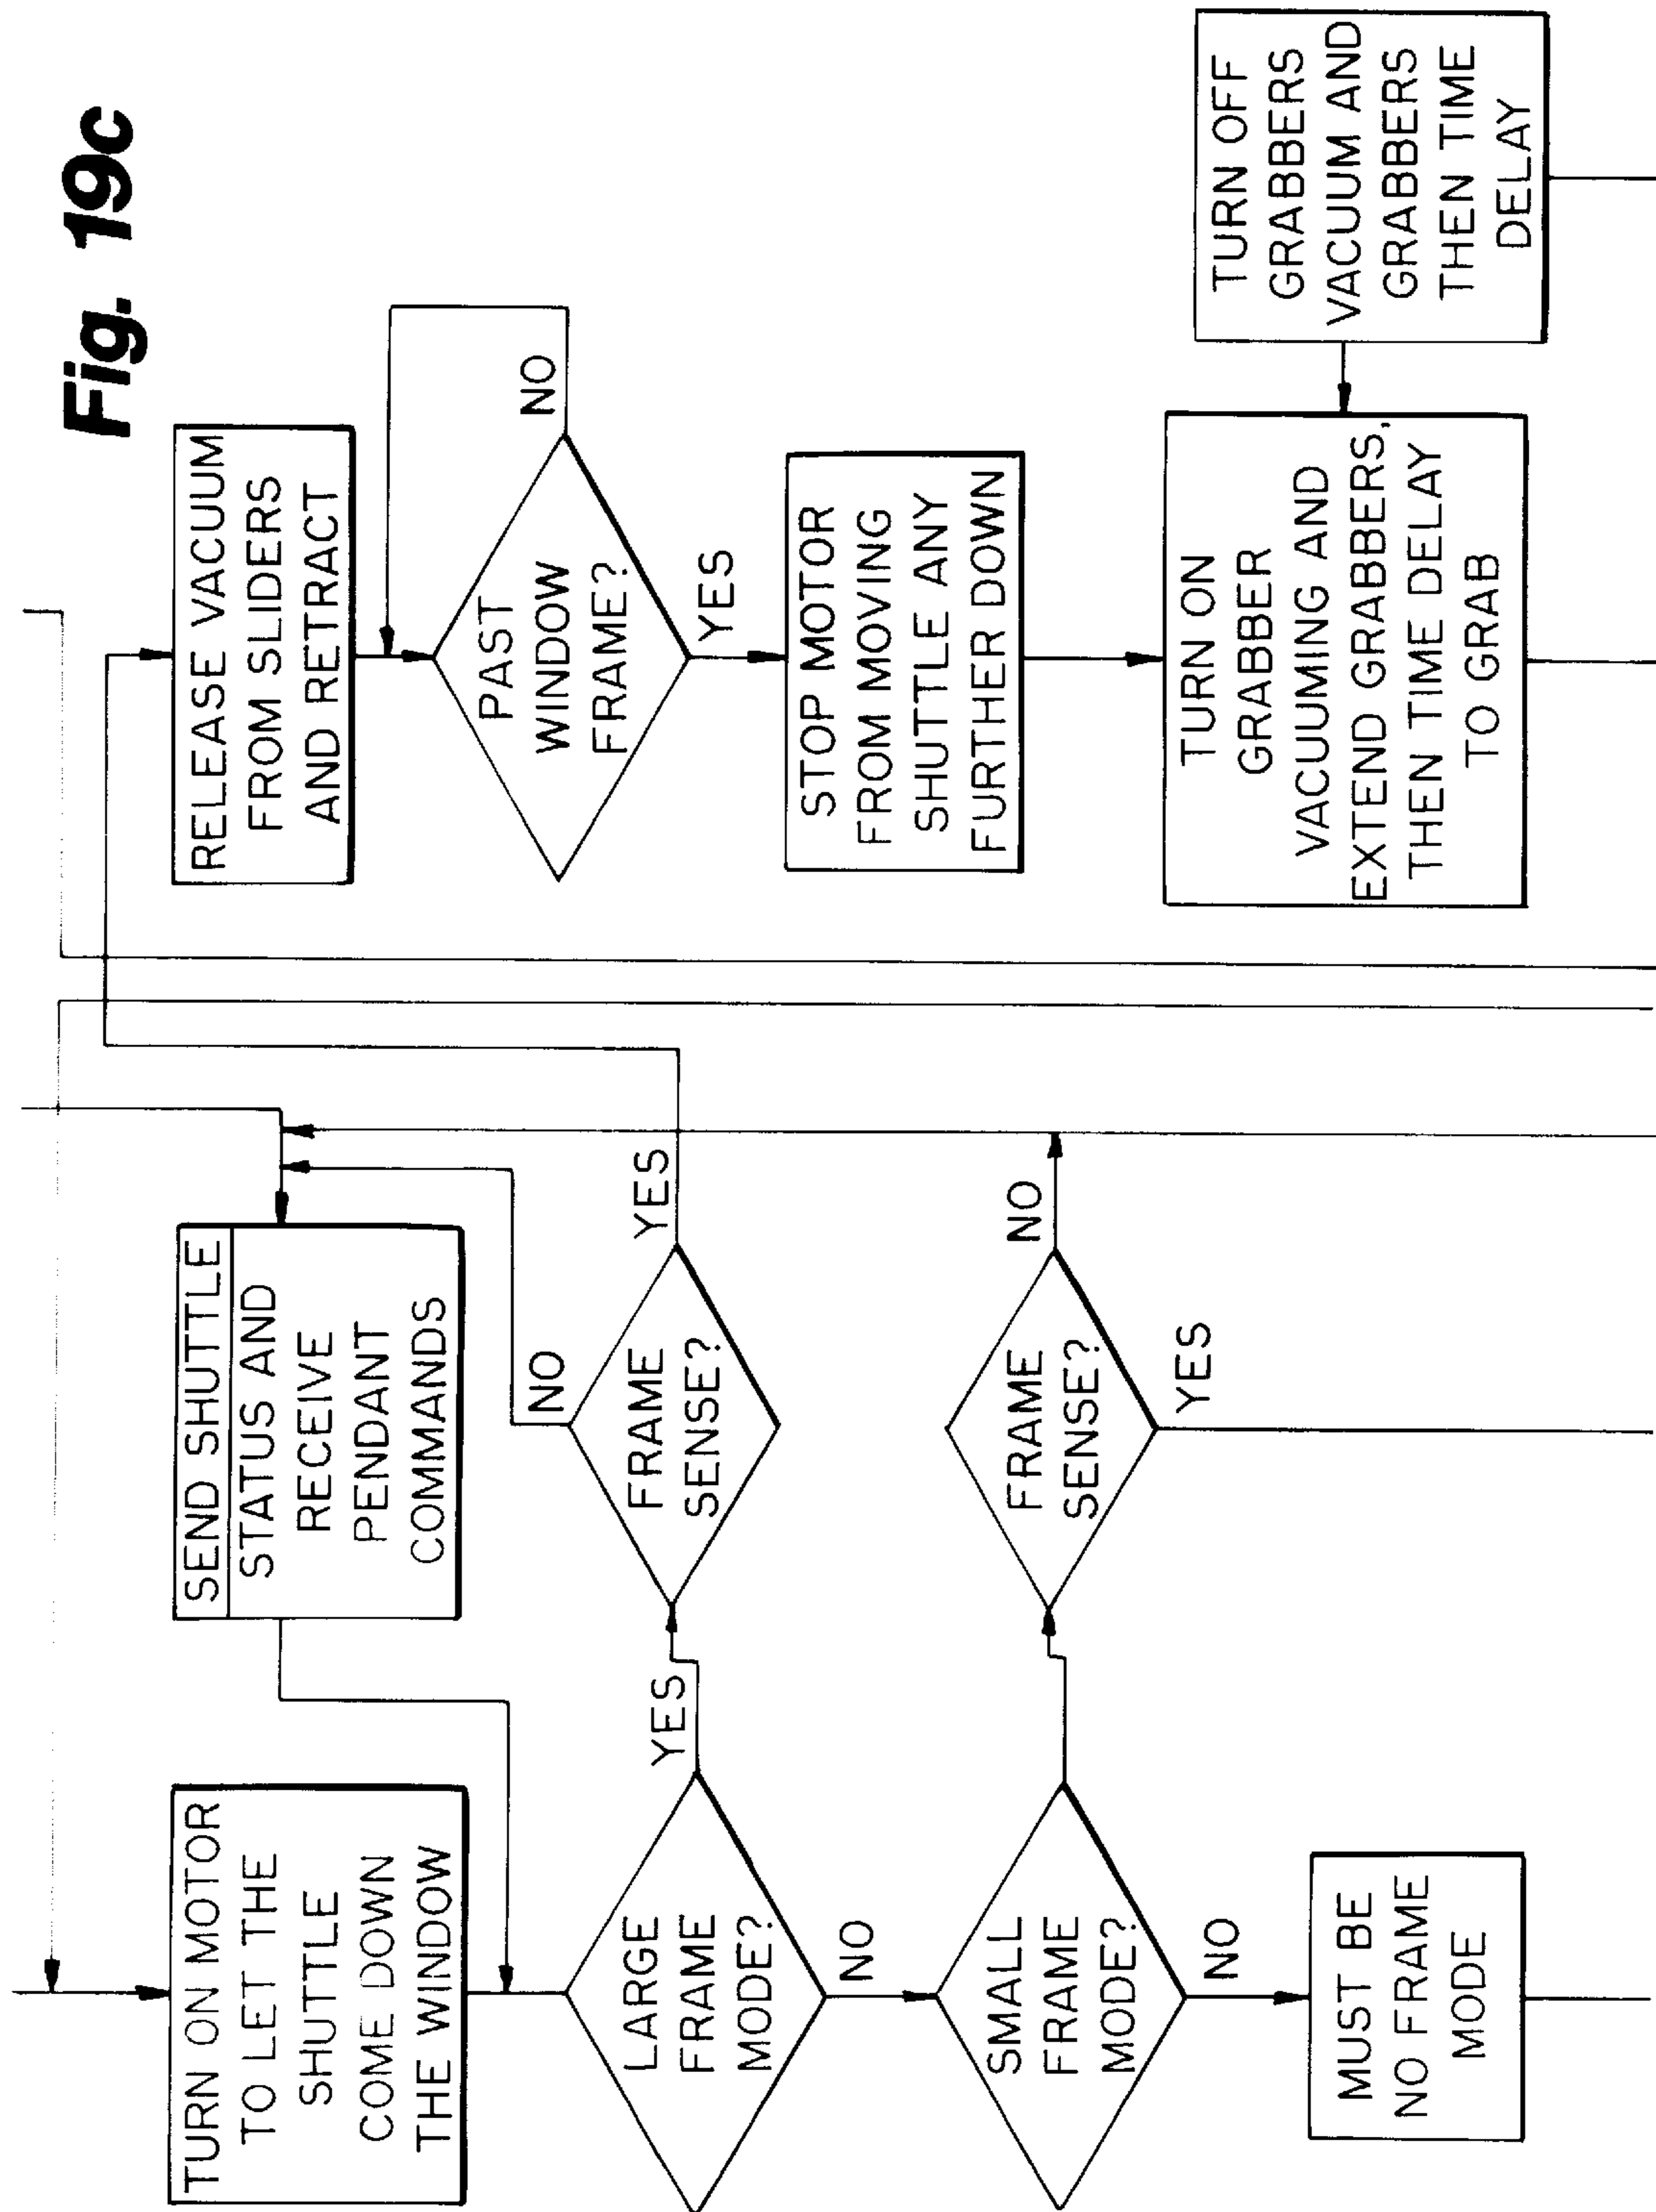 Fig. 19c
TURN ON MOTOR
TO LET THE
SHUTTLE
COME DOWN
THE WINDOW
SEND SHUTTLE
STATUS AND
RECEIVE
PENDANT
COMMANDS
LARGE
FRAME
MODE?
YES
NO
FRAME
SENSE?
NO
YES
SMALL
FRAME
MODE?
NO
FRAME
SENSE?
NO
YES
MUST BE
NO FRAME
MODE
RELEASE VACUUM
FROM SLIDERS
AND RETRACT
PAST
WINDOW
FRAME?
NO
YES
STOP MOTOR
FROM MOVING
SHUTTLE ANY
FURTHER DOWN
TURN ON
GRABBER
VACUUMING AND
EXTEND GRABBERS,
THEN TIME DELAY
TO GRAB
TURN OFF
GRABBERS
VACUUM AND
GRABBERS
THEN TIME
DELAY